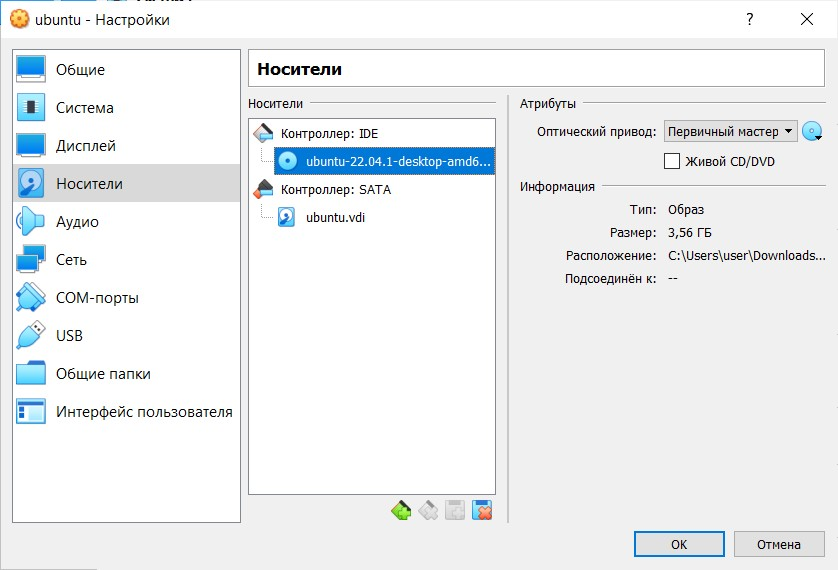 ubuntu - Настройки
?
Общие
Система
Дисплей
Носители
Аудио
Сеть
COM-порты
USB
Общие папки
Интерфейс пользователя
Носители
Носители
Контроллер: IDE
ubuntu-22.04.1-desktop-amd6...
Контроллер: SATA
ubuntu.vdi
Атрибуты
Оптический привод: Первичный мастер
Живой CD/DVD
Информация
Тип: Образ
Размер: 3,56 ГБ
Расположение: C:\Users\user\Downloads...
Подсоединён к: --
OK
Отмена